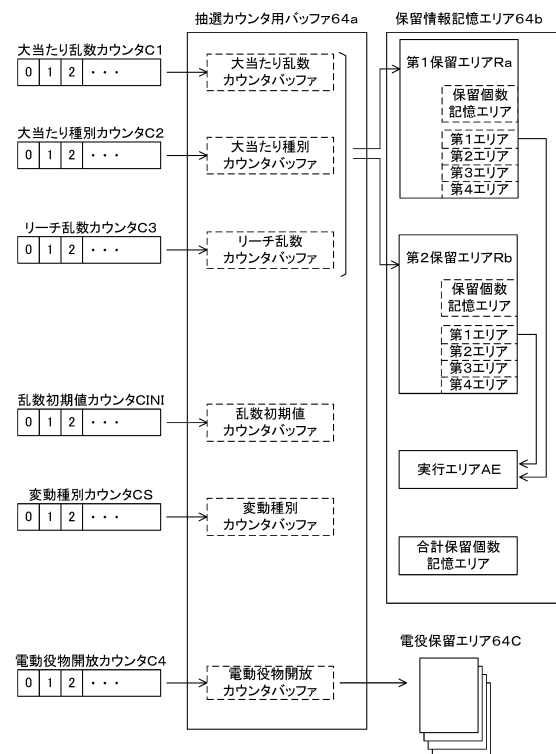 抽選カウンタ用バッファ64a
保留情報記憶エリア64b
大当たり乱数カウンタC1
0 1 2 ・・・
大当たり乱数
カウンタバッファ
大当たり種別カウンタC2
0 1 2 ・・・
大当たり種別
カウンタバッファ
リーチ乱数カウンタC3
0 1 2 ・・・
リーチ乱数
カウンタバッファ
乱数初期値カウンタCINI
0 1 2 ・・・
乱数初期値
カウンタバッファ
変動種別カウンタCS
0 1 2 ・・・
変動種別
カウンタバッファ
電動役物開放カウンタC4
0 1 2 ・・・
電動役物開放
カウンタバッファ
第1保留エリアRa
保留個数
記憶エリア
第1エリア
第2エリア
第3エリア
第4エリア
第2保留エリアRb
保留個数
記憶エリア
第1エリア
第2エリア
第3エリア
第4エリア
実行エリアAE
合計保留個数
記憶エリア
電役保留エリア64C